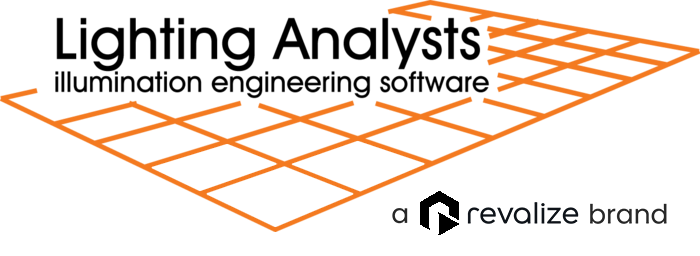 Lighting Analysts
illumination engineering software
a revalize brand